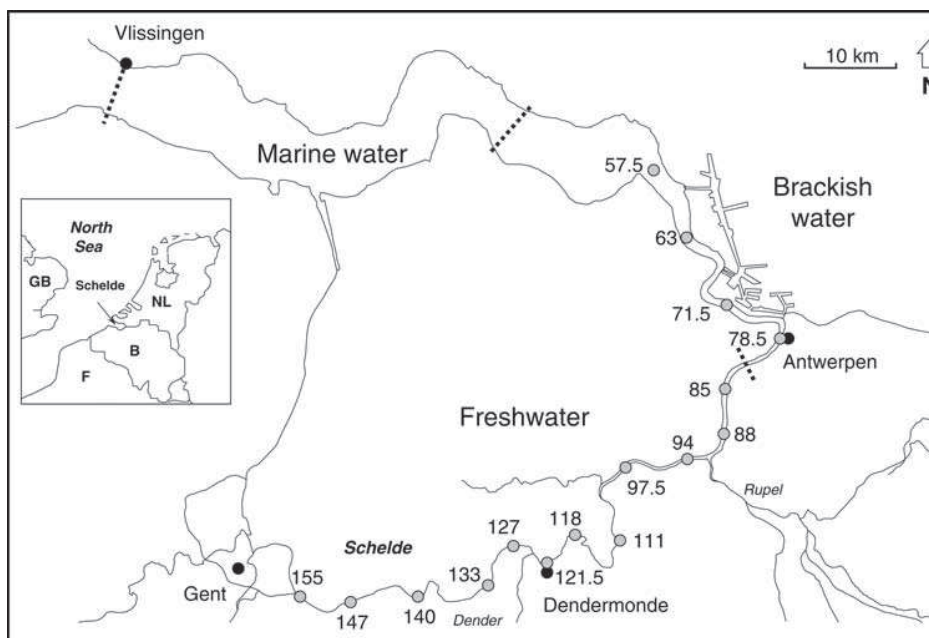 Vlissingen
10 km
N
Marine water
57.5
Brackish
water
North
Sea
GB
Schelde
NL
B
F
63
71.5
78.5
Antwerpen
85
Freshwater
94
88
97.5
Rupel
127
118
111
Schelde
155
133
121.5
Gent
147
140
Dender
Dendermonde